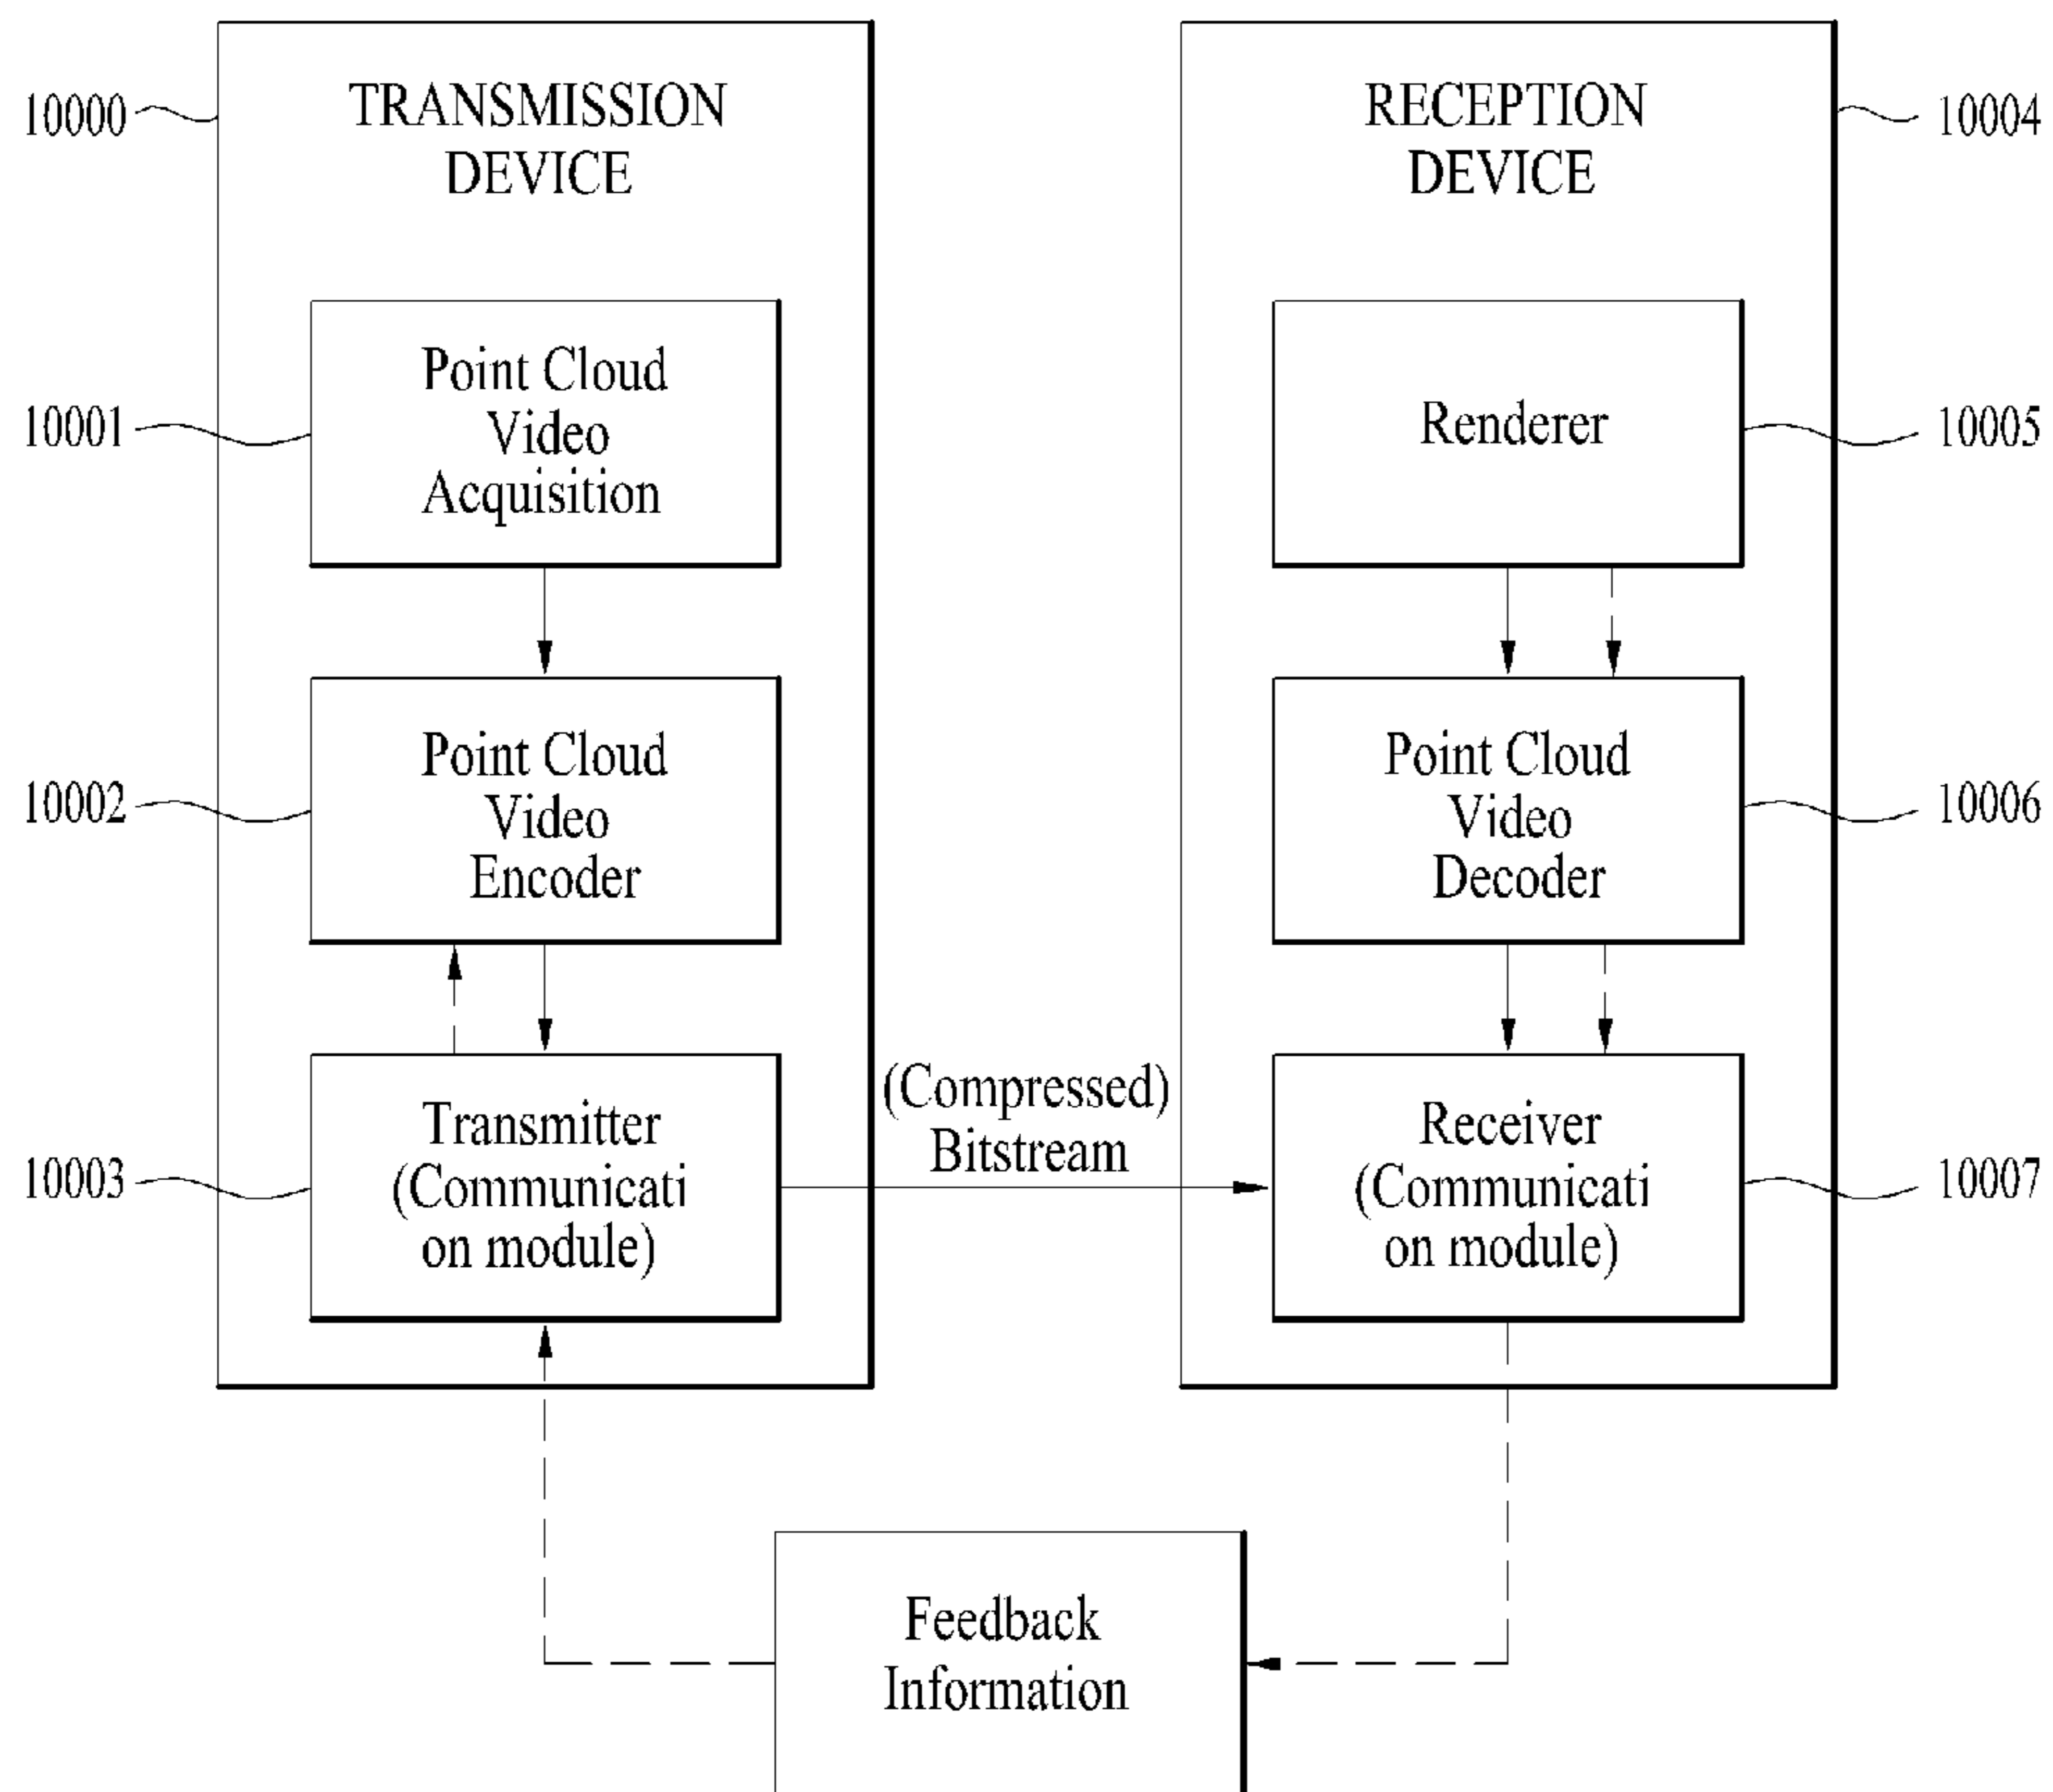 10000
TRANSMISSION
DEVICE
10001
Point Cloud
Video
Acquisition
10002
Point Cloud
Video
Encoder
10003
Transmitter
(Communicati
on module)
(Compressed)
Bitstream
RECEPTION
DEVICE
10004
Renderer
10005
Point Cloud
Video
Decoder
10006
Receiver
(Communicati
on module)
10007
Feedback
Information